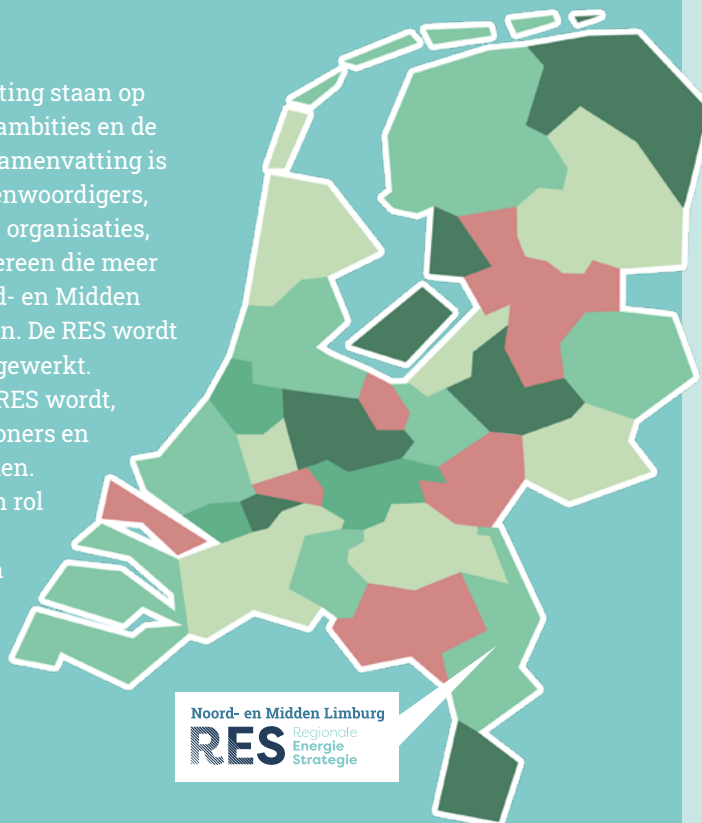 ting staan op
ambities en de
amenvatting is
enwoordigers,
organisaties,
ereen die meer
d- en Midden
n. De RES wordt
gewerkt.
RES wordt,
oners en
en.
n rol
Noord- en Midden Limburg
RES Regionale
Energie
Strategie